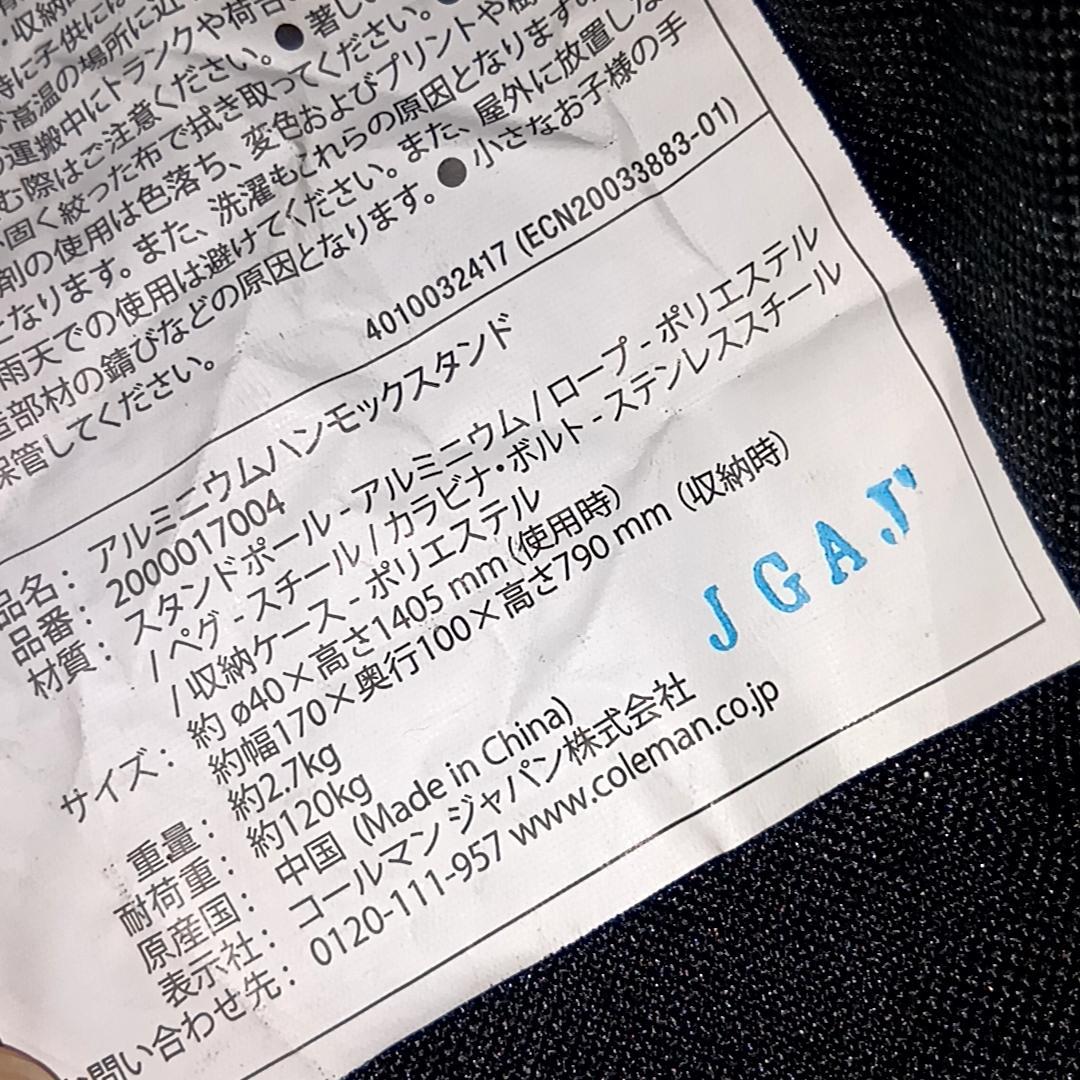 ・収納
特に子供には
高温の場所に近
運搬中にトランクや荷台
む際はご注意ください。●著し
固く絞った布で拭き取ってください。
剤の使用は色落ち、変色およびプリントや樹
なります。また、洗濯もこれらの原因となります
雨天での使用は避けてください。また、屋外に放置しな
造部材の錆びなどの原因となります。●小さなお子様の手
保管してください。
4010032417 (ECN20033883-01)
品名： アルミニウムハンモックスタンド
品番： 2000017004
材質： スタンドポール - アルミニウム / ロープ - ポリエステル
/ ペグ - スチール / カラビナ・ボルト - ステンレススチール
/ 収納ケース - ポリエステル
サイズ： 約 ø40×高さ1405 mm（使用時）
約幅170×奥行100×高さ790 mm（収納時）
重量： 約2.7kg
耐荷重： 約120kg
原産国： 中国（Made in China)
表示社： コールマン ジャパン株式会社
お問い合わせ先： 0120-111-957 www.coleman.co.jp
J G A J'